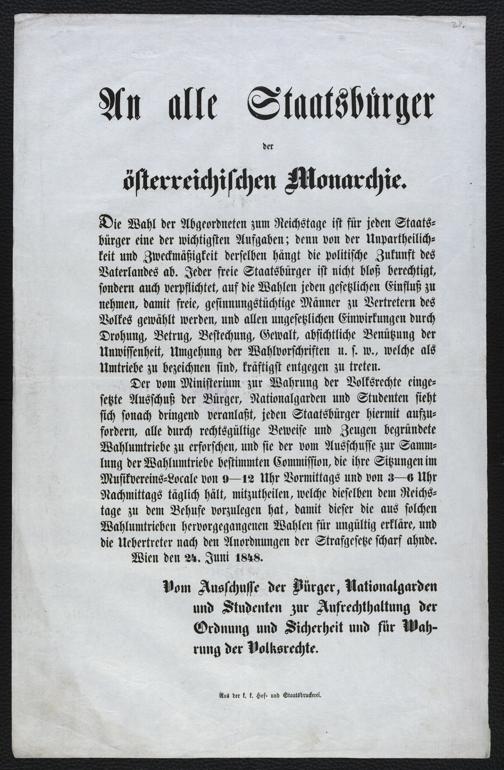 An alle Staatsbürger
der
österreichischen Monarchie.
Die Wahl der Abgeordneten zum Reichstage ist für jeden Staats-
bürger eine der wichtigsten Aufgaben; denn von der Unpartheilich-
keit und Zweckmäßigkeit derselben hängt die politische Zukunft des
Vaterlandes ab. Jeder freie Staatsbürger ist nicht bloß berechtigt,
sondern auch verpflichtet, auf die Wahlen jeden gesetzlichen Einfluß zu
nehmen, damit freie, gesinnungstüchtige Männer zu Vertretern des
Volkes gewählt werden, und allen ungesetzlichen Einwirkungen durch
Drohung, Betrug, Bestechung, Gewalt, absichtliche Benützung der
Unwissenheit, Umgehung der Wahlvorschriften u. s. w., welche als
Umtriebe zu bezeichnen sind, kräftigst entgegen zu treten.
Der vom Ministerium zur Wahrung der Volksrechte einge-
setzte Ausschuß der Bürger, Nationalgarden und Studenten sieht
sich sonach dringend veranlaßt, jeden Staatsbürger hiermit aufzu-
fordern, alle durch rechtsgültige Beweise und Zeugen begründete
Wahlumtriebe zu erforschen, und sie der vom Ausschusse zur Samm-
lung der Wahlumtriebe bestimmten Commission, die ihre Sitzungen im
Musikvereins-Locale von 9—12 Uhr Vormittags und von 3—6 Uhr
Nachmittags täglich hält, mitzutheilen, welche dieselben dem Reichs-
tage zu dem Behufe vorzulegen hat, damit dieser die aus solchen
Wahlumtrieben hervorgegangenen Wahlen für ungültig erkläre, und
die Uebertreter nach den Anordnungen der Strafgesetze scharf ahnde.
Wien den 24. Juni 1848.
Vom Ausschusse der Bürger, Nationalgarden
und Studenten zur Aufrechthaltung der
Ordnung und Sicherheit und für Wah-
rung der Volksrechte.
Aus der k. k. Hof- und Staatsdruckerei.